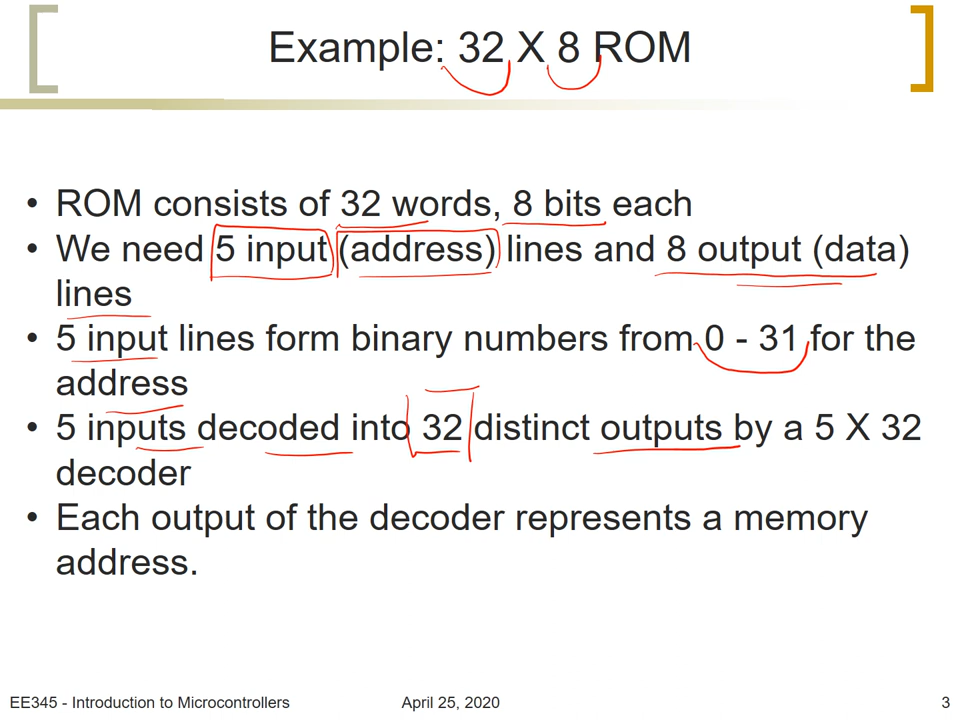 Example: 32 X 8 ROM
• ROM consists of 32 words, 8 bits each
• We need 5 input (address) lines and 8 output (data)
lines
• 5 input lines form binary numbers from 0 - 31 for the
address
• 5 inputs decoded into 32 distinct outputs by a 5 X 32
decoder
• Each output of the decoder represents a memory
address.
EE345 - Introduction to Microcontrollers April 25, 2020 3